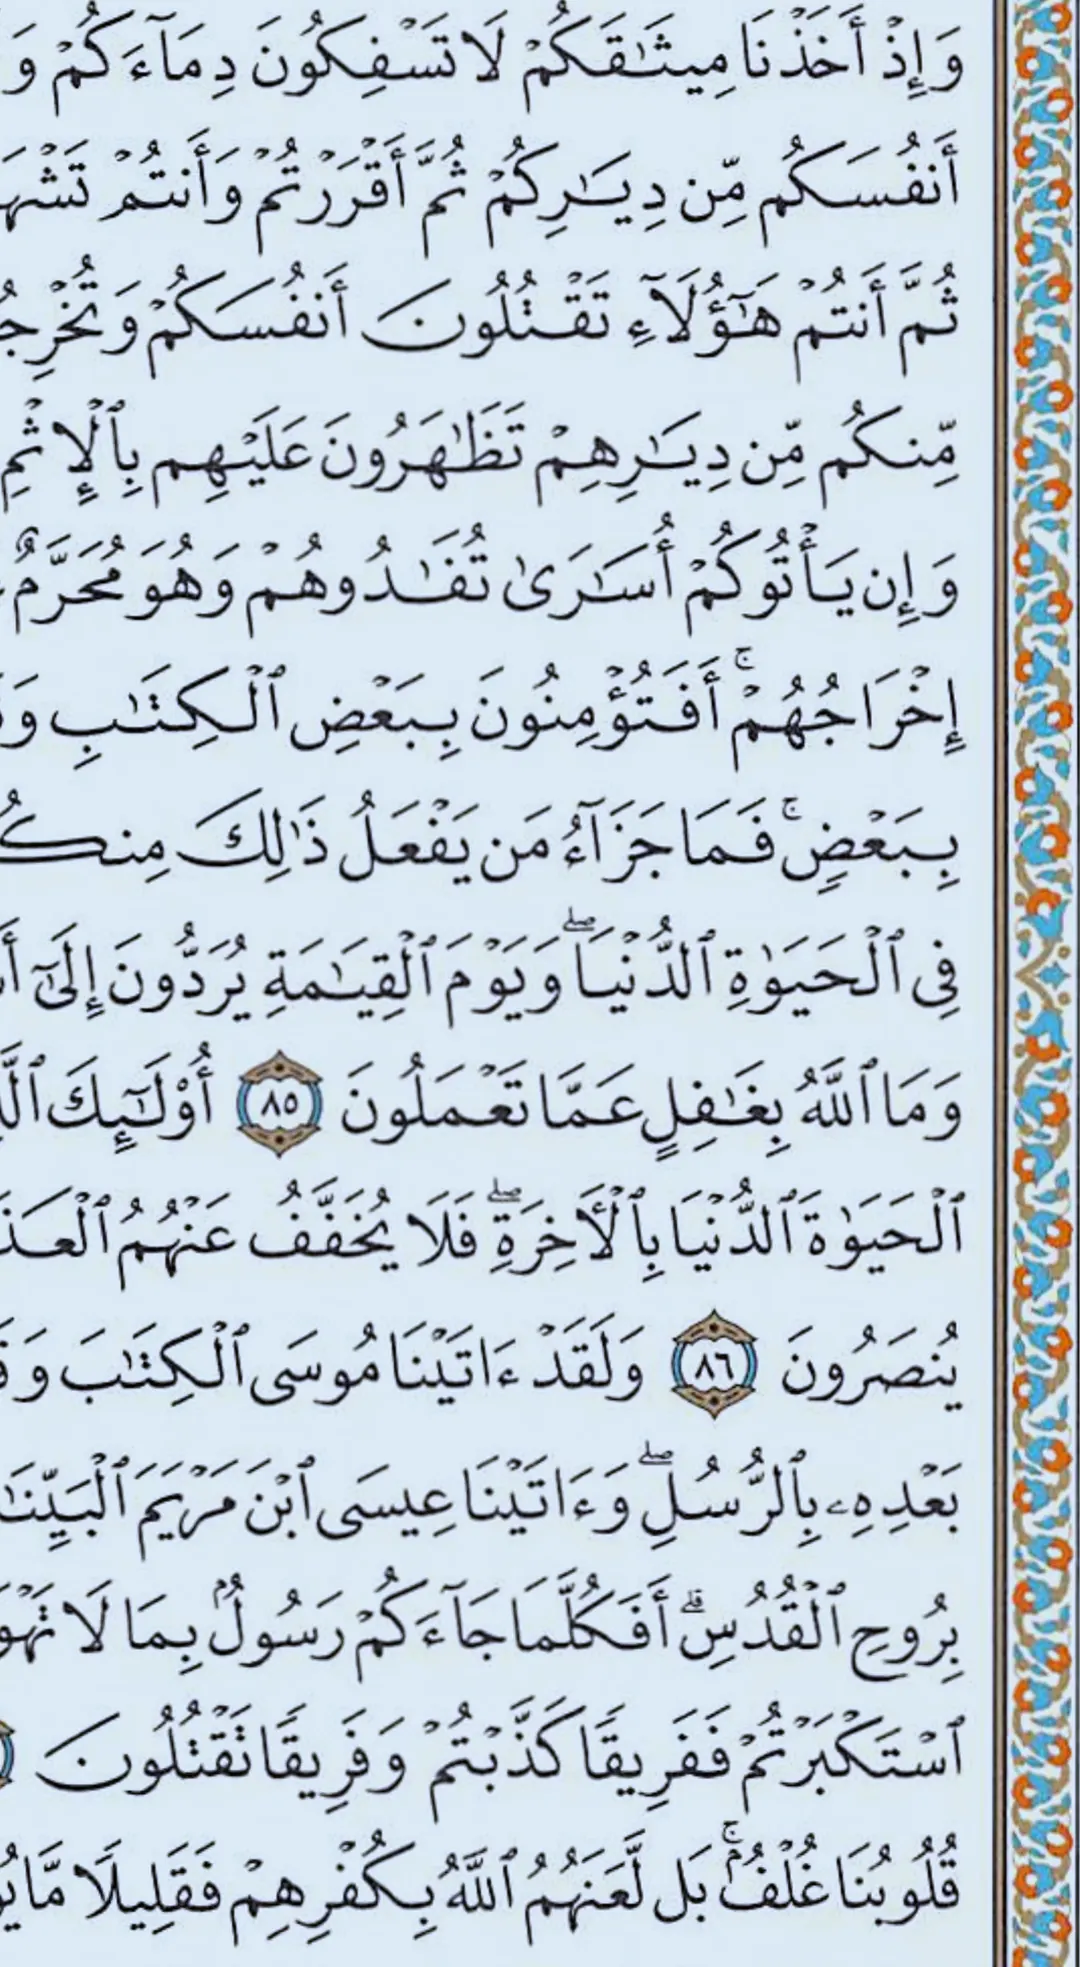 وَإِذْ أَخَذْنَا مِيثَٰقَكُمْ لَا تَسْفِكُونَ دِمَآءَكُمْ وَ
أَنفُسَكُم مِّن دِيَٰرِكُمْ ثُمَّ أَقْرَرْتُمْ وَأَنتُمْ
ثُمَّ أَنتُمْ هَٰٓؤُلَآءِ تَقْتُلُونَ أَنفُسَكُمْ
مِّنكُم مِّن دِيَٰرِهِمْ تَظَٰهَرُونَ عَلَيْهِم بِٱلْإِثْمِ
وَإِن يَأْتُوكُمْ أُسَٰرَىٰ تُفَٰدُوهُمْ وَهُوَ مُحَرَّمٌ
إِخْرَاجُهُمْ ۚ أَفَتُؤْمِنُونَ بِبَعْضِ ٱلْكِتَٰبِ وَ
بِبَعْضٍ ۚ فَمَا جَزَآءُ مَن يَفْعَلُ ذَٰلِكَ
فِى ٱلْحَيَوٰةِ ٱلدُّنْيَا ۖ وَيَوْمَ ٱلْقِيَٰمَةِ يُرَدُّونَ إِلَىٰٓ
وَمَا ٱللَّهُ بِغَٰفِلٍ عَمَّا تَعْمَلُونَ ٨٥ أُو۟لَٰٓئِكَ
ٱلْحَيَوٰةَ ٱلدُّنْيَا بِٱلْـَٔاخِرَةِ ۖ فَلَا يُخَفَّفُ عَنْهُمُ
يُنصَرُونَ ٨٦ وَلَقَدْ ءَاتَيْنَا مُوسَى ٱلْكِتَٰبَ وَ
بَعْدِهِۦ بِٱلرُّسُلِ ۖ وَءَاتَيْنَا عِيسَى ٱبْنَ مَرْيَمَ ٱلْبَيِّنَٰ
بِرُوحِ ٱلْقُدُسِ ۗ أَفَكُلَّمَا جَآءَكُمْ رَسُولٌۢ بِمَا لَا
ٱسْتَكْبَرْتُمْ فَفَرِيقًا كَذَّبْتُمْ وَفَرِيقًا تَقْتُلُونَ
قُلُوبُنَا غُلْفٌۢ ۚ بَل لَّعَنَهُمُ ٱللَّهُ بِكُفْرِهِمْ فَقَلِيلًا مَّا